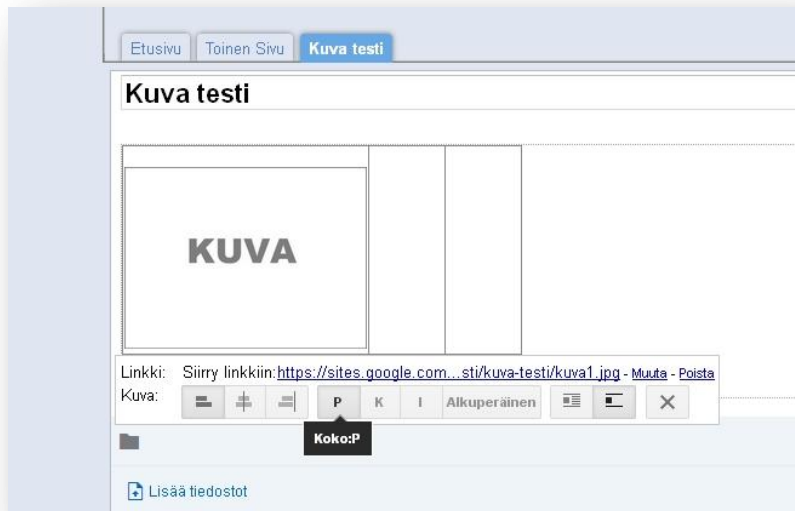 Etusivu Toinen Sivu Kuva testi
Kuva testi
KUVA
Linkki: Siirry linkkiin:https://sites.google.com...sti/kuva-testi/kuva1.jpg - Muuta - Poista
Kuva: P K I Alkuperäinen
Koko:P
Lisää tiedostot